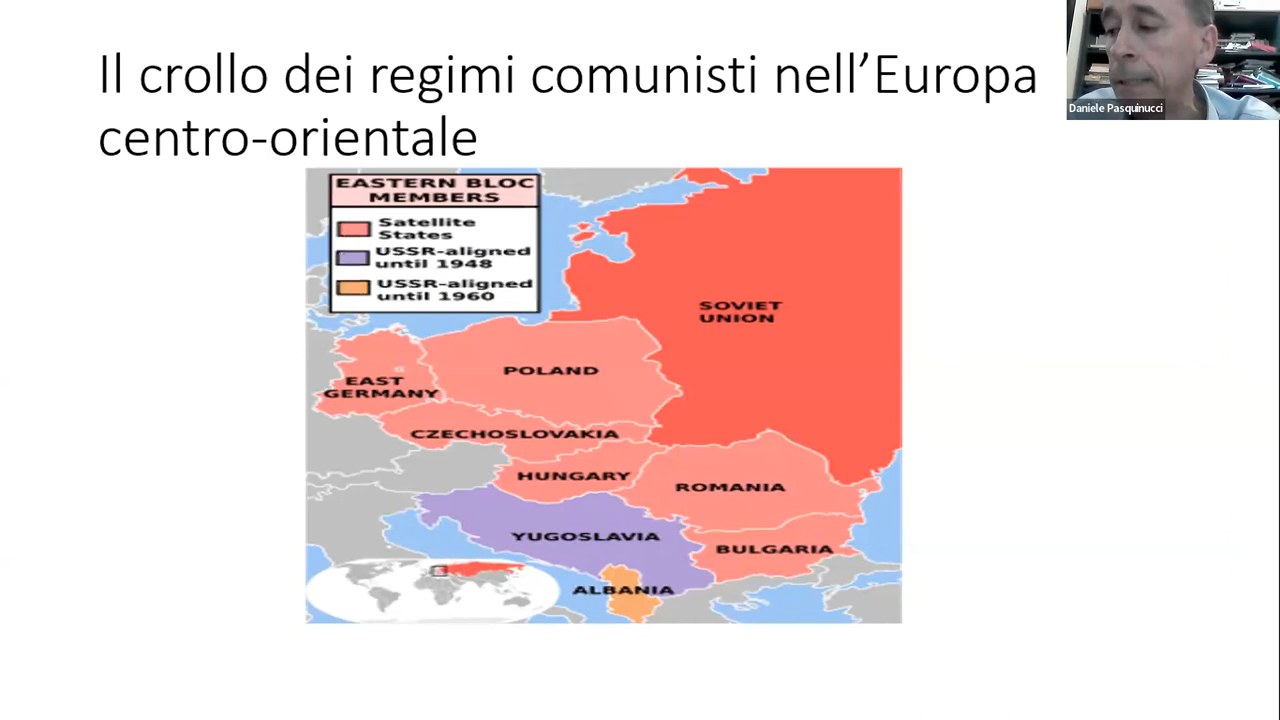 Il crollo dei regimi comunisti nell’Europa
centro-orientale
Daniele Pasquinucci
EASTERN BLOC
MEMBERS
Satellite
States
USSR-aligned
until 1948
USSR-aligned
until 1960
SOVIET
UNION
POLAND
EAST
GERMANY
CZECHOSLOVAKIA
HUNGARY
ROMANIA
YUGOSLAVIA
BULGARIA
ALBANIA